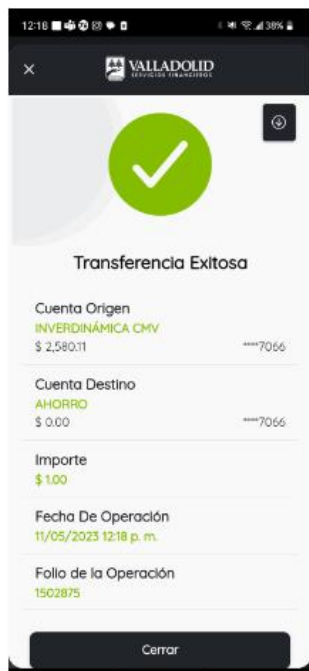 12:18
38%
VALLADOLID
SERVICIOS FINANCIEROS
Transferencia Exitosa
Cuenta Origen
INVERDINÁMICA CMV
$ 2,580.11 ****7066
Cuenta Destino
AHORRO
$ 0.00 ****7066
Importe
$ 1.00
Fecha De Operación
11/05/2023 12:18 p. m.
Folio de la Operación
1502875
Cerrar